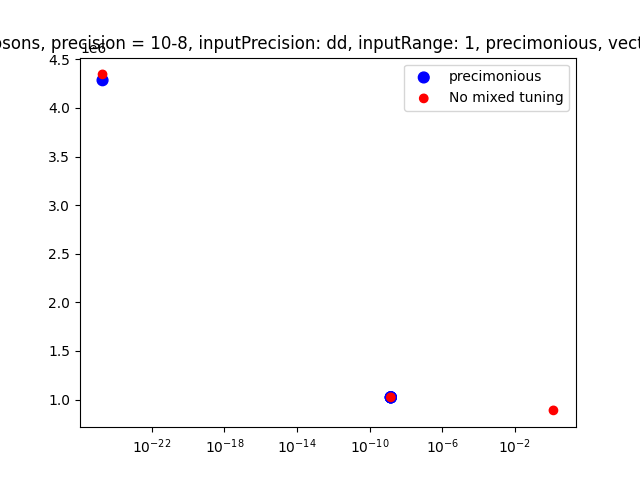 sons, precision = 10-8, inputPrecision: dd, inputRange: 1, precimonious, vect
1e6
4.5
4.0
3.5
3.0
2.5
2.0
1.5
1.0
precimonious
No mixed tuning
10⁻²² 10⁻¹⁸ 10⁻¹⁴ 10⁻¹⁰ 10⁻⁶ 10⁻²